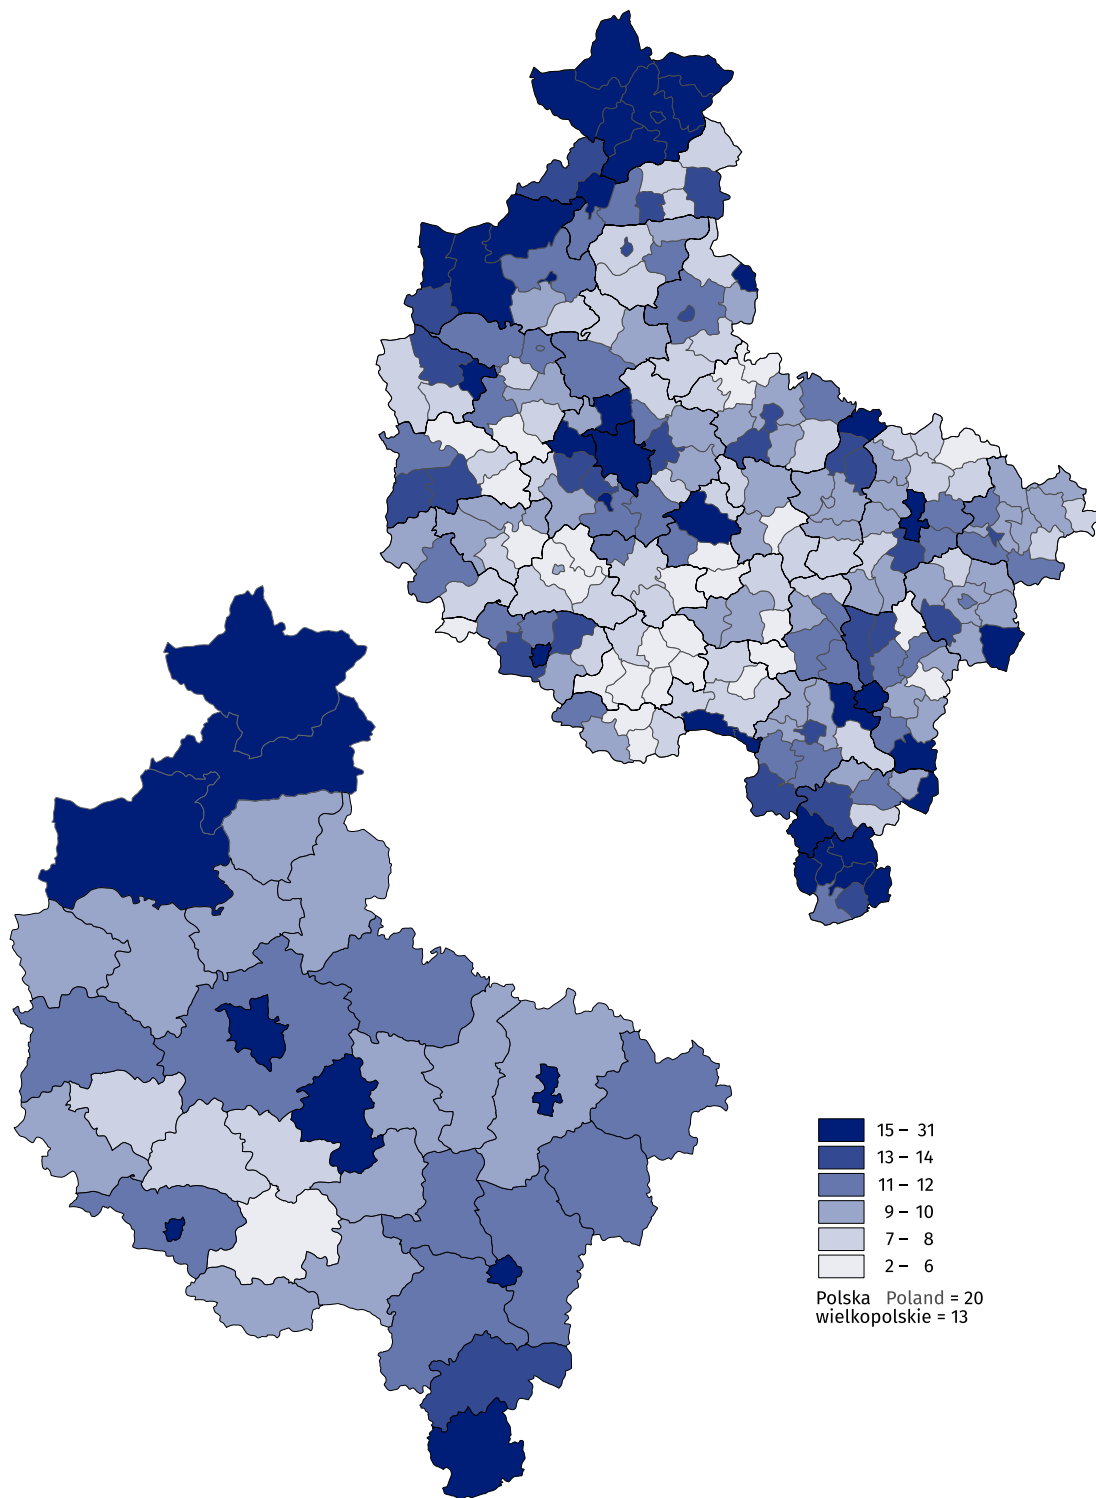 15 – 31
13 – 14
11 – 12
9 – 10
7 – 8
2 – 6
Polska Poland = 20
wielkopolskie = 13